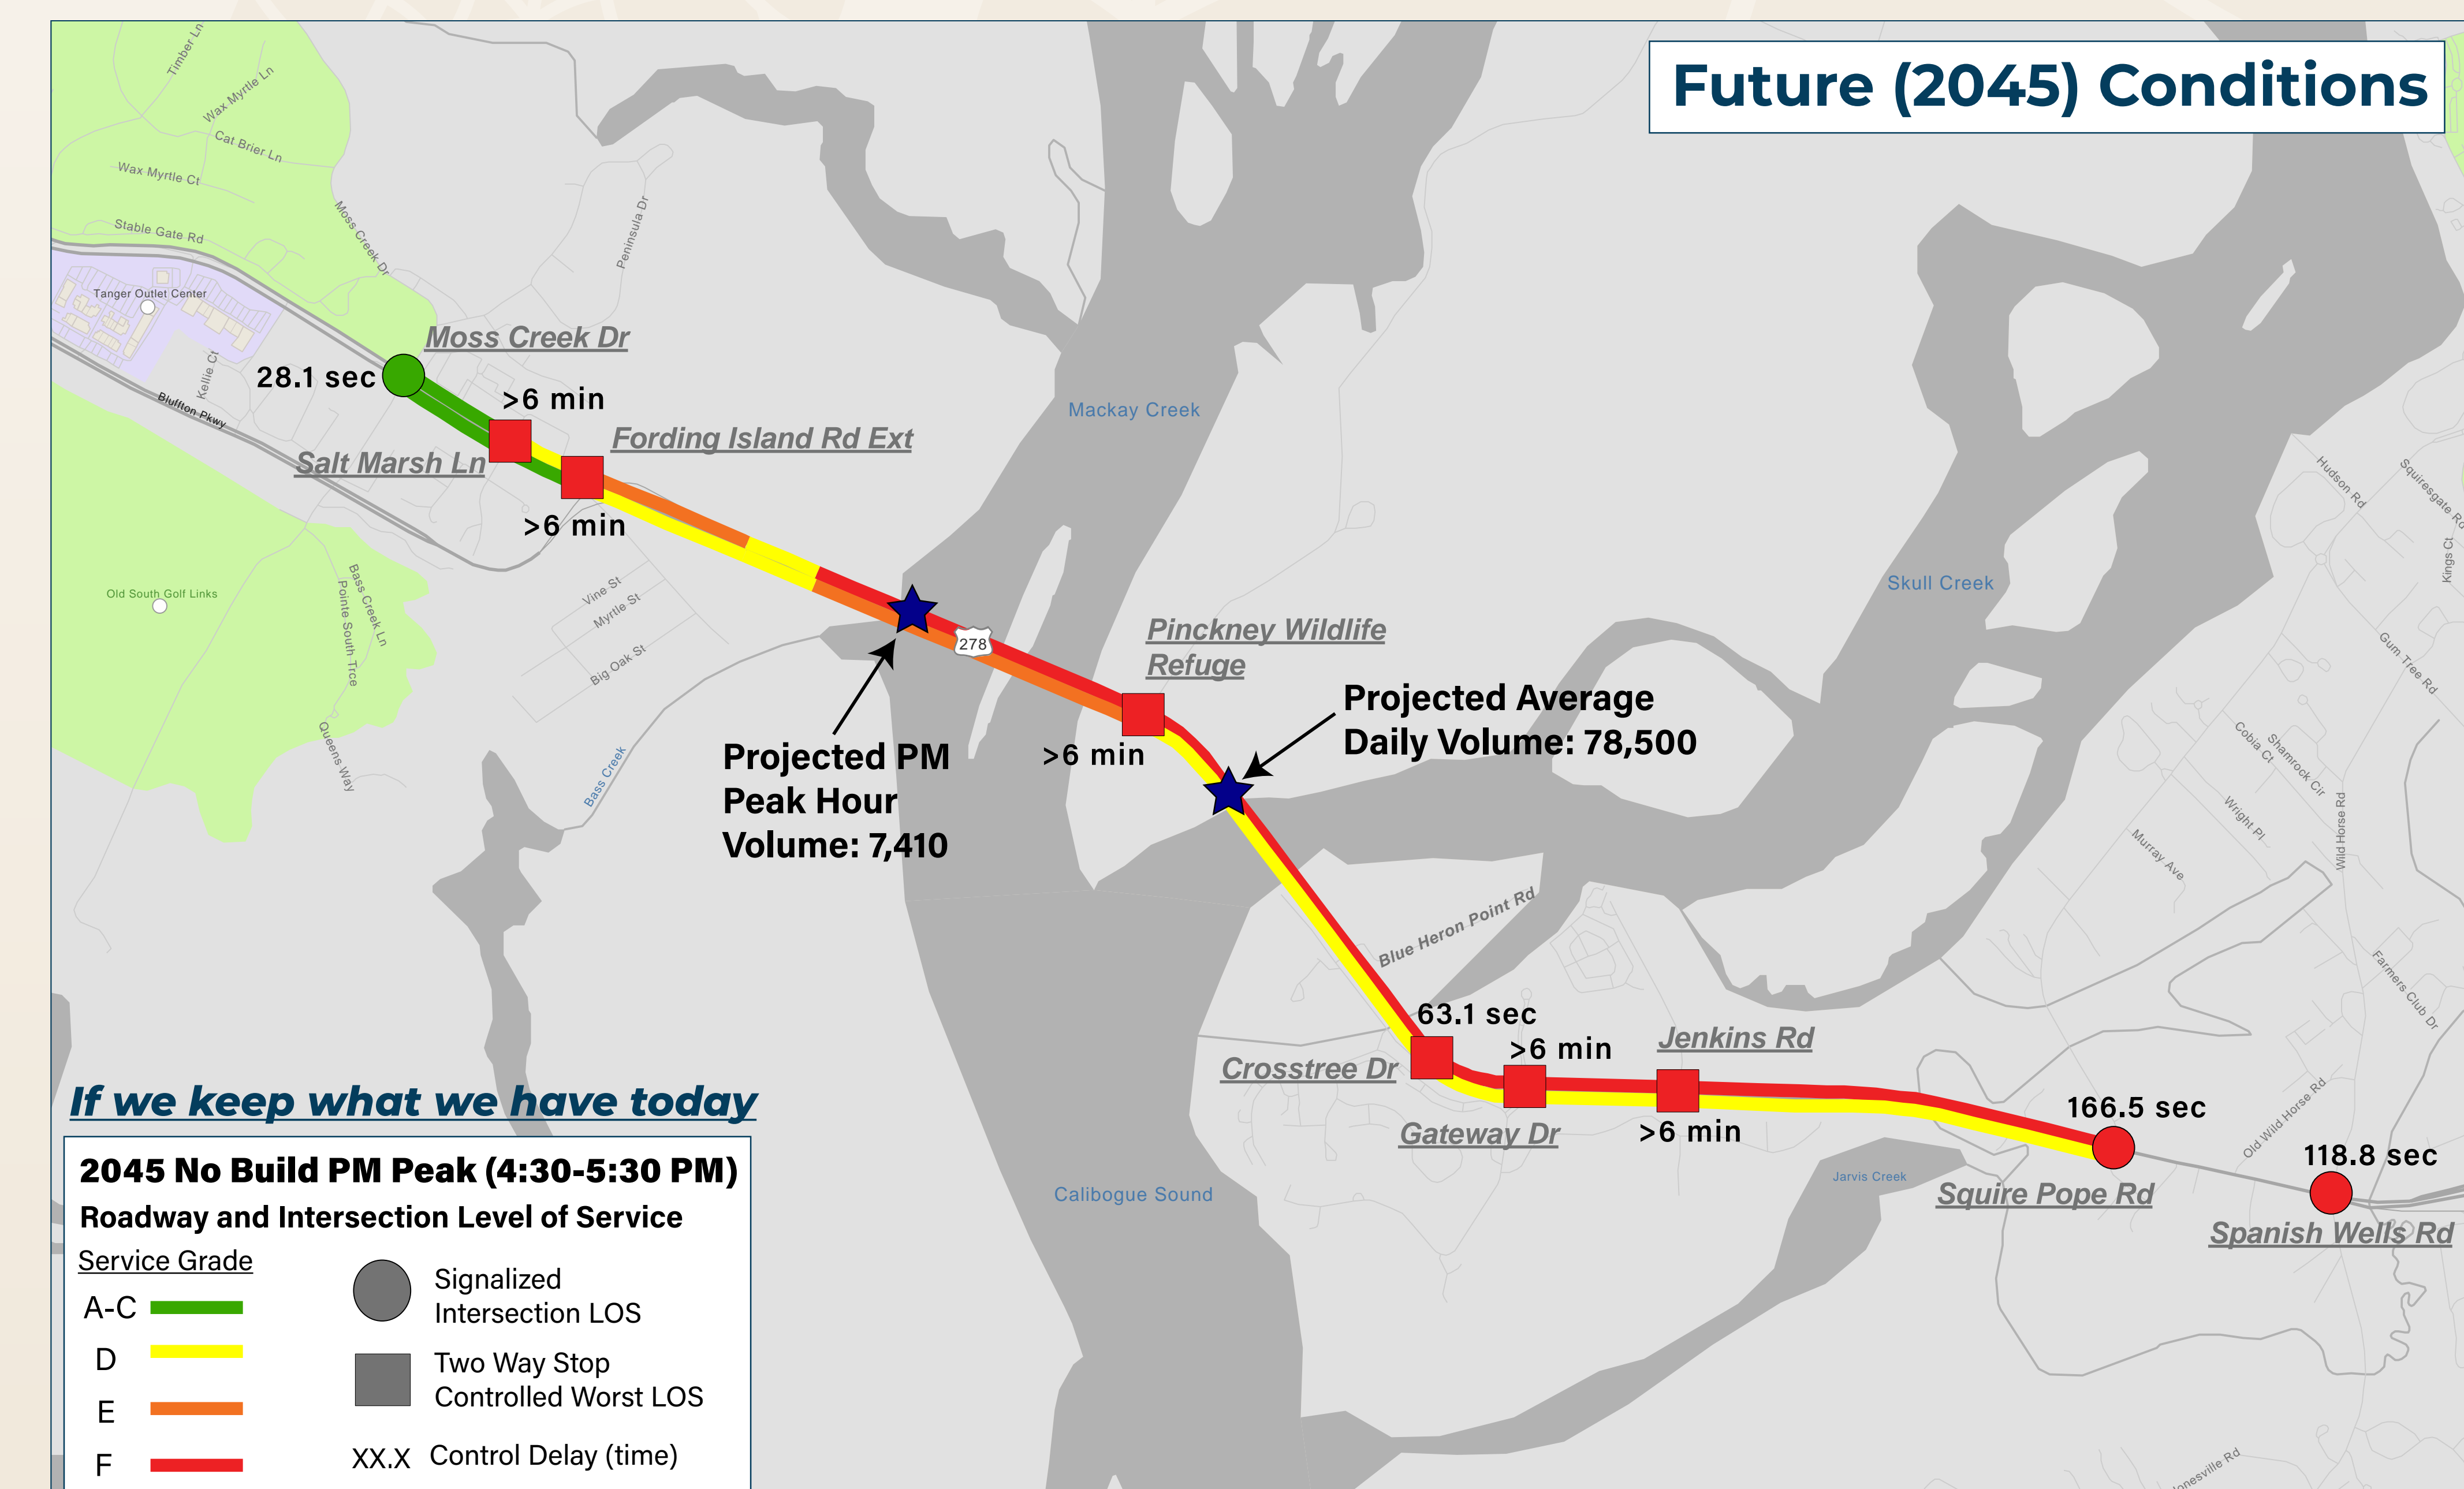 Future (2045) Conditions
Timber Ln
Wax Myrtle Ln
Cat Brier Ln
Wax Myrtle Ct
Stable Gate Rd
Moss Creek Dr
Peninsula Dr
Tanger Outlet Center
Kellie Ct
Bluffton Pkwy
Moss Creek Dr
28.1 sec
>6 min
Fording Island Rd Ext
Salt Marsh Ln
>6 min
Mackay Creek
Skull Creek
Hudson Rd
Squiresgate Rd
Kings Ct
Gum Tree Rd
Old South Golf Links
Bass Creek Ln
Pointe South Trce
Queens Way
Vine St
Myrtle St
Big Oak St
Bass Creek
278
Pinckney Wildlife
Refuge
>6 min
Projected PM
Peak Hour
Volume: 7,410
Projected Average
Daily Volume: 78,500
Cobia Ct
Shamrock Cir
Wright Pl
Murray Ave
Wild Horse Rd
Farmers Club Dr
Old Wild Horse Rd
Blue Heron Point Rd
63.1 sec
Crosstree Dr
>6 min
Gateway Dr
Jenkins Rd
>6 min
166.5 sec
Squire Pope Rd
118.8 sec
Spanish Wells Rd
Jarvis Creek
Calibogue Sound
If we keep what we have today
2045 No Build PM Peak (4:30-5:30 PM)
Roadway and Intersection Level of Service
Service Grade
A-C
D
E
F
Signalized
Intersection LOS
Two Way Stop
Controlled Worst LOS
XX.X Control Delay (time)